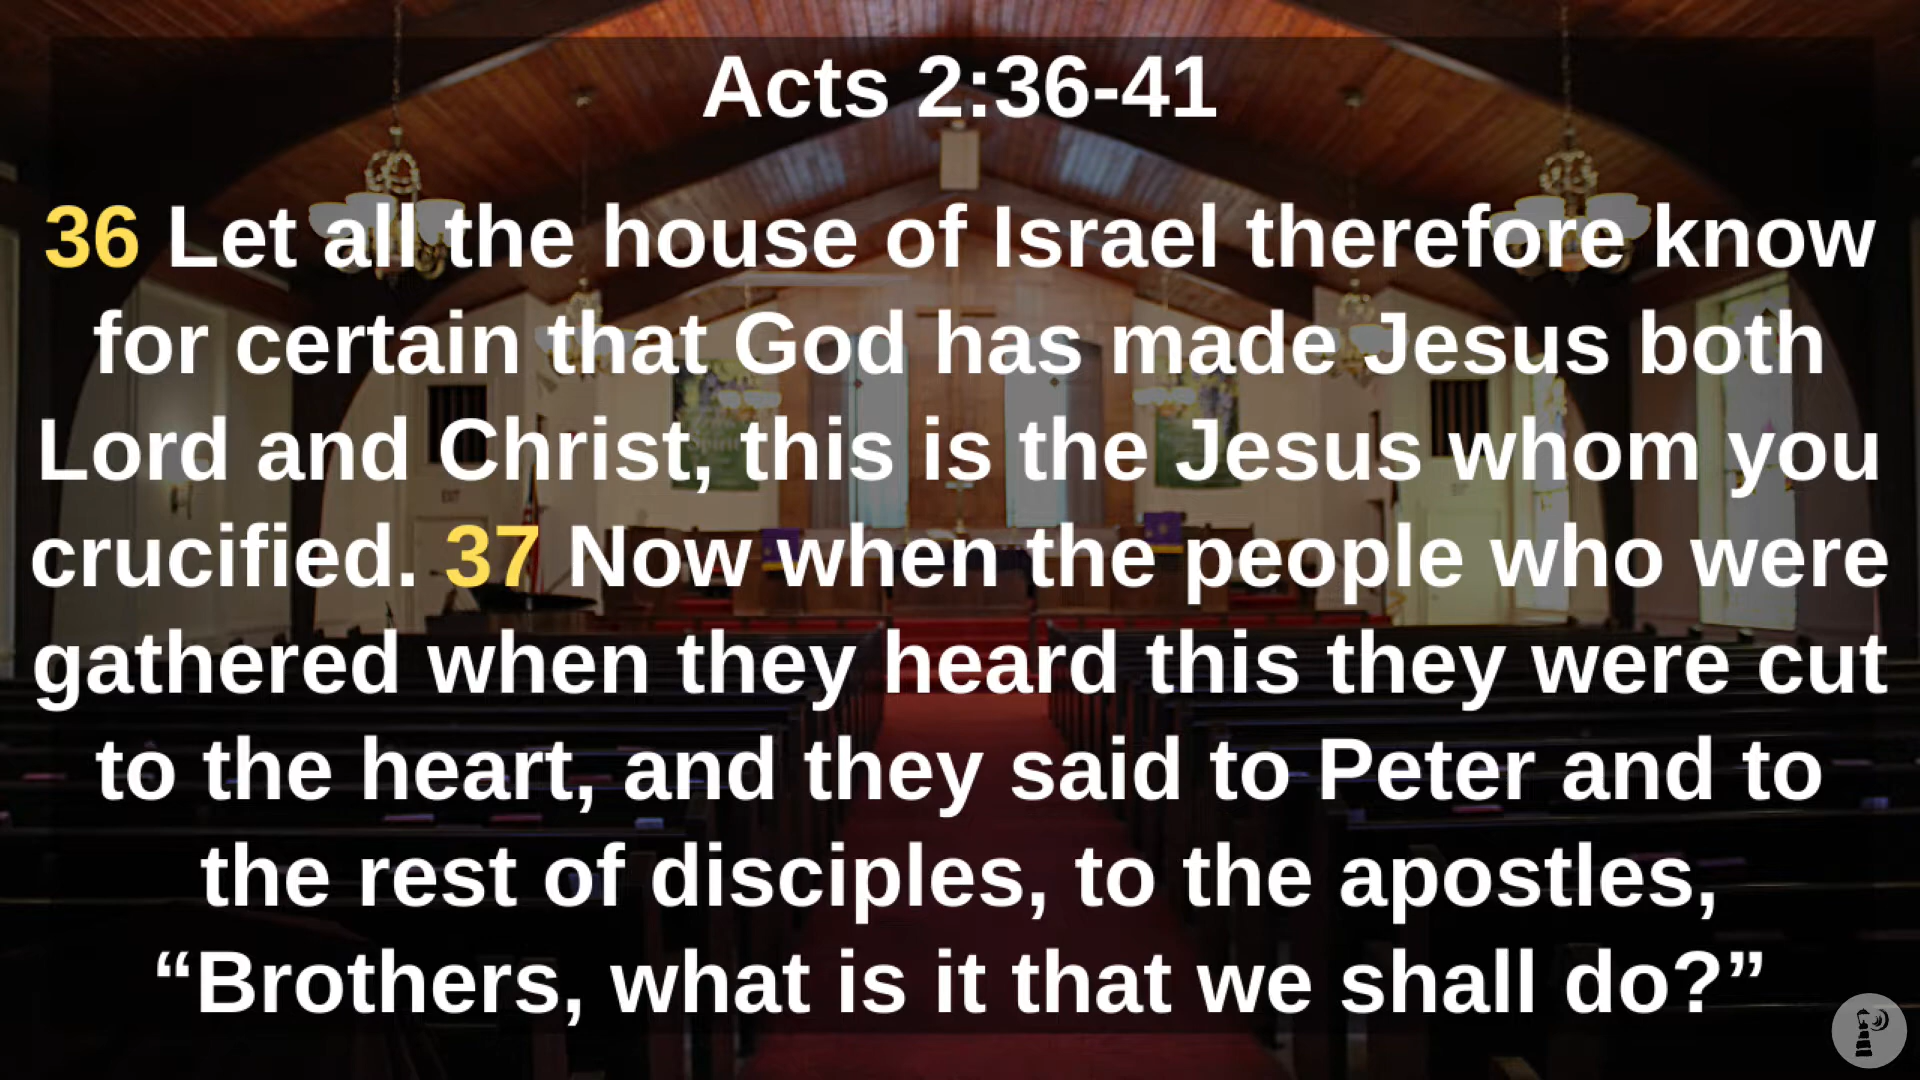 Acts 2:36-41
36 Let all the house of Israel therefore know
for certain that God has made Jesus both
Lord and Christ, this is the Jesus whom you
crucified. 37 Now when the people who were
gathered when they heard this they were cut
to the heart, and they said to Peter and to
the rest of disciples, to the apostles,
“Brothers, what is it that we shall do?”
EXIT